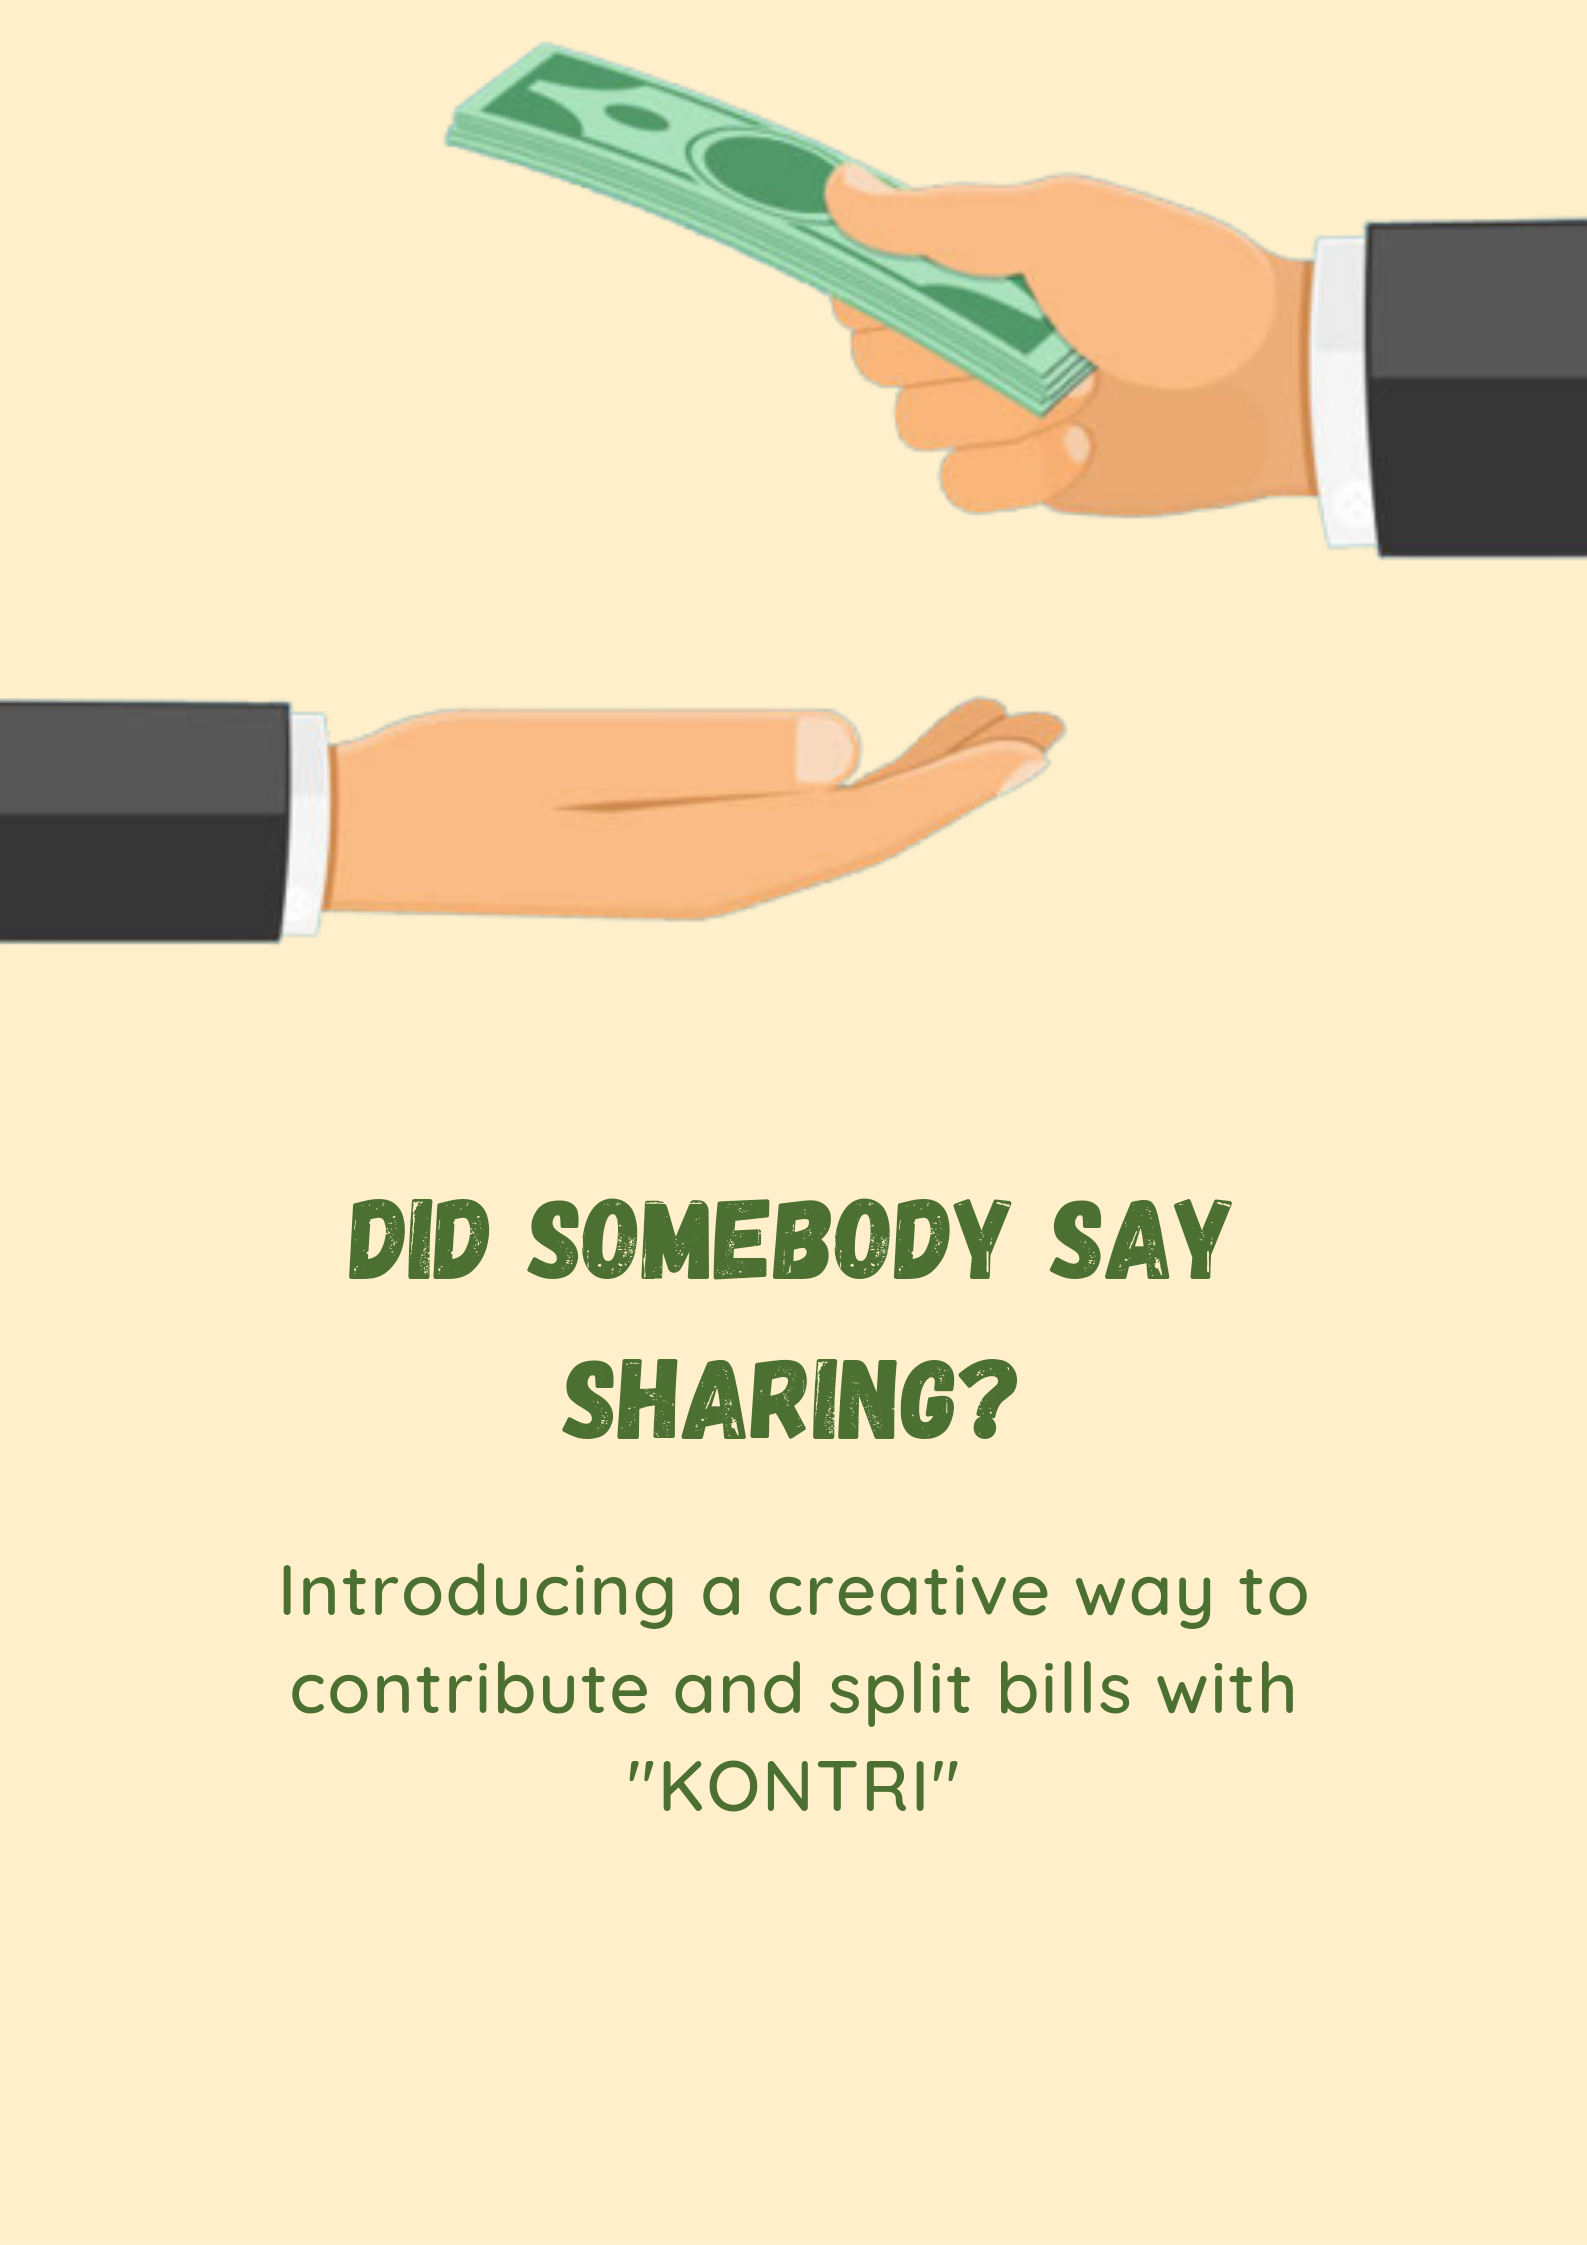 DID SOMEBODY SAY
SHARING?
Introducing a creative way to
contribute and split bills with
"KONTRI"